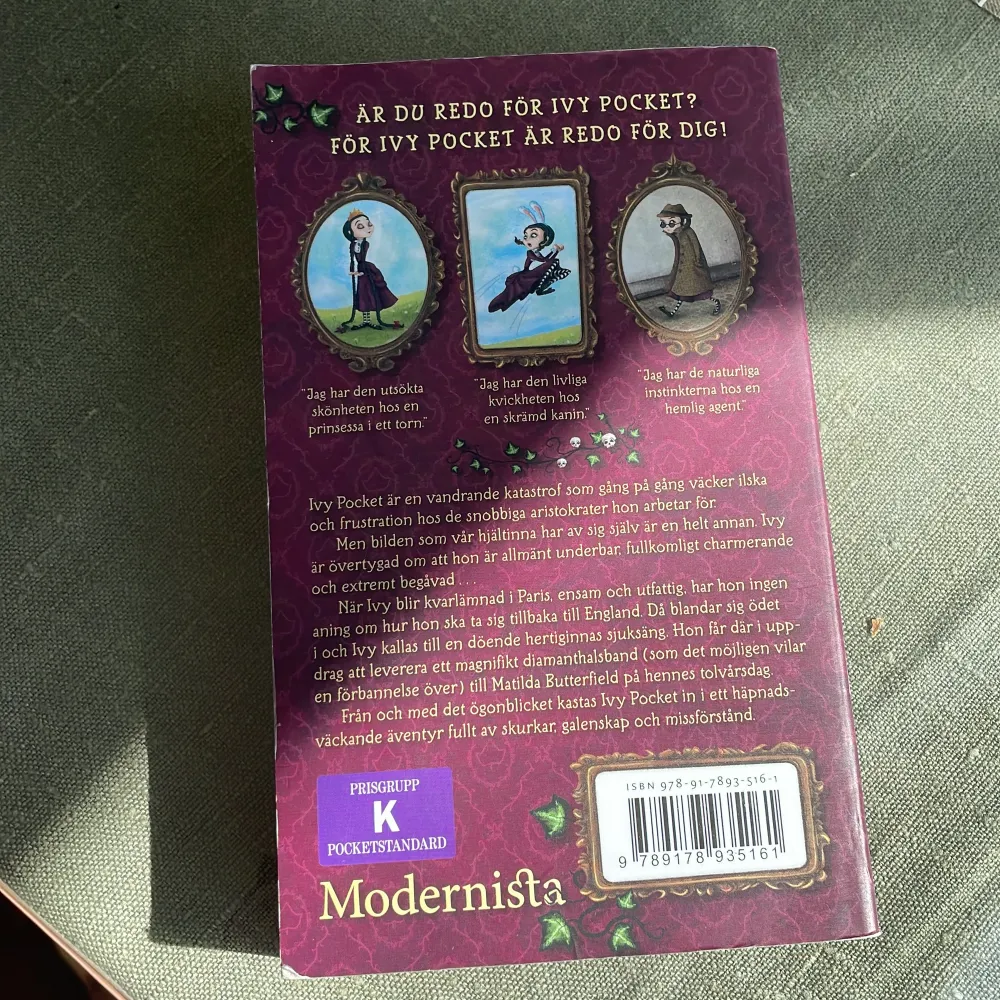 ÄR DU REDO FÖR IVY POCKET?
FÖR IVY POCKET ÄR REDO FÖR DIG!
"Jag har den utsökta
skönheten hos en
prinsessa i ett torn."
"Jag har den livliga
kvickheten hos
en skrämd kanin."
"Jag har de naturliga
instinkterna hos en
hemlig agent."
Ivy Pocket är en vandrande katastrof som gång på gång väcker ilska
och frustration hos de snobbiga aristokrater hon arbetar för.
Men bilden som vår hjältinna har av sig själv är en helt annan. Ivy
är övertygad om att hon är allmänt underbar, fullkomligt charmerande
och extremt begåvad . . .
När Ivy blir kvarlämnad i Paris, ensam och utfattig, har hon ingen
aning om hur hon ska ta sig tillbaka till England. Då blandar sig ödet
i och Ivy kallas till en döende hertiginnas sjuksäng. Hon får där i upp-
drag att leverera ett magnifikt diamanthalsband (som det möjligen vilar
en förbannelse över) till Matilda Butterfield på hennes tolvårsdag.
Från och med det ögonblicket kastas Ivy Pocket in i ett häpnads-
väckande äventyr fullt av skurkar, galenskap och missförstånd.
PRISGRUPP
K
POCKETSTANDARD
Modernista
ISBN 978-91-7893-516-1
9 789178 935161